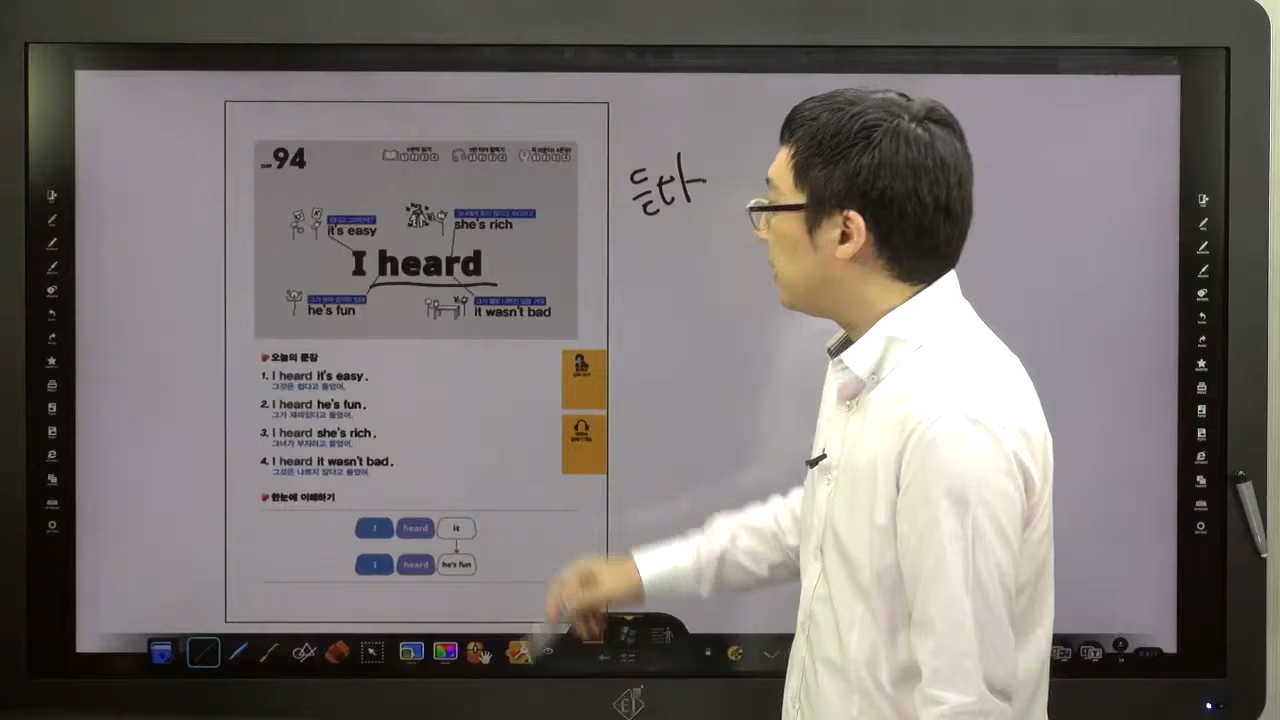 94
듣다
it's easy
she's rich
I heard
he's fun
it wasn't bad
오늘의 문장
1. I heard it's easy.
그것은 쉽다고 들었어.
2. I heard he's fun.
그가 재미있다고 들었어.
3. I heard she's rich.
그녀가 부자라고 들었어.
4. I heard it wasn't bad.
그것은 나쁘지 않다고 들었어.
한눈에 이해하기
I heard it
I heard he's fun